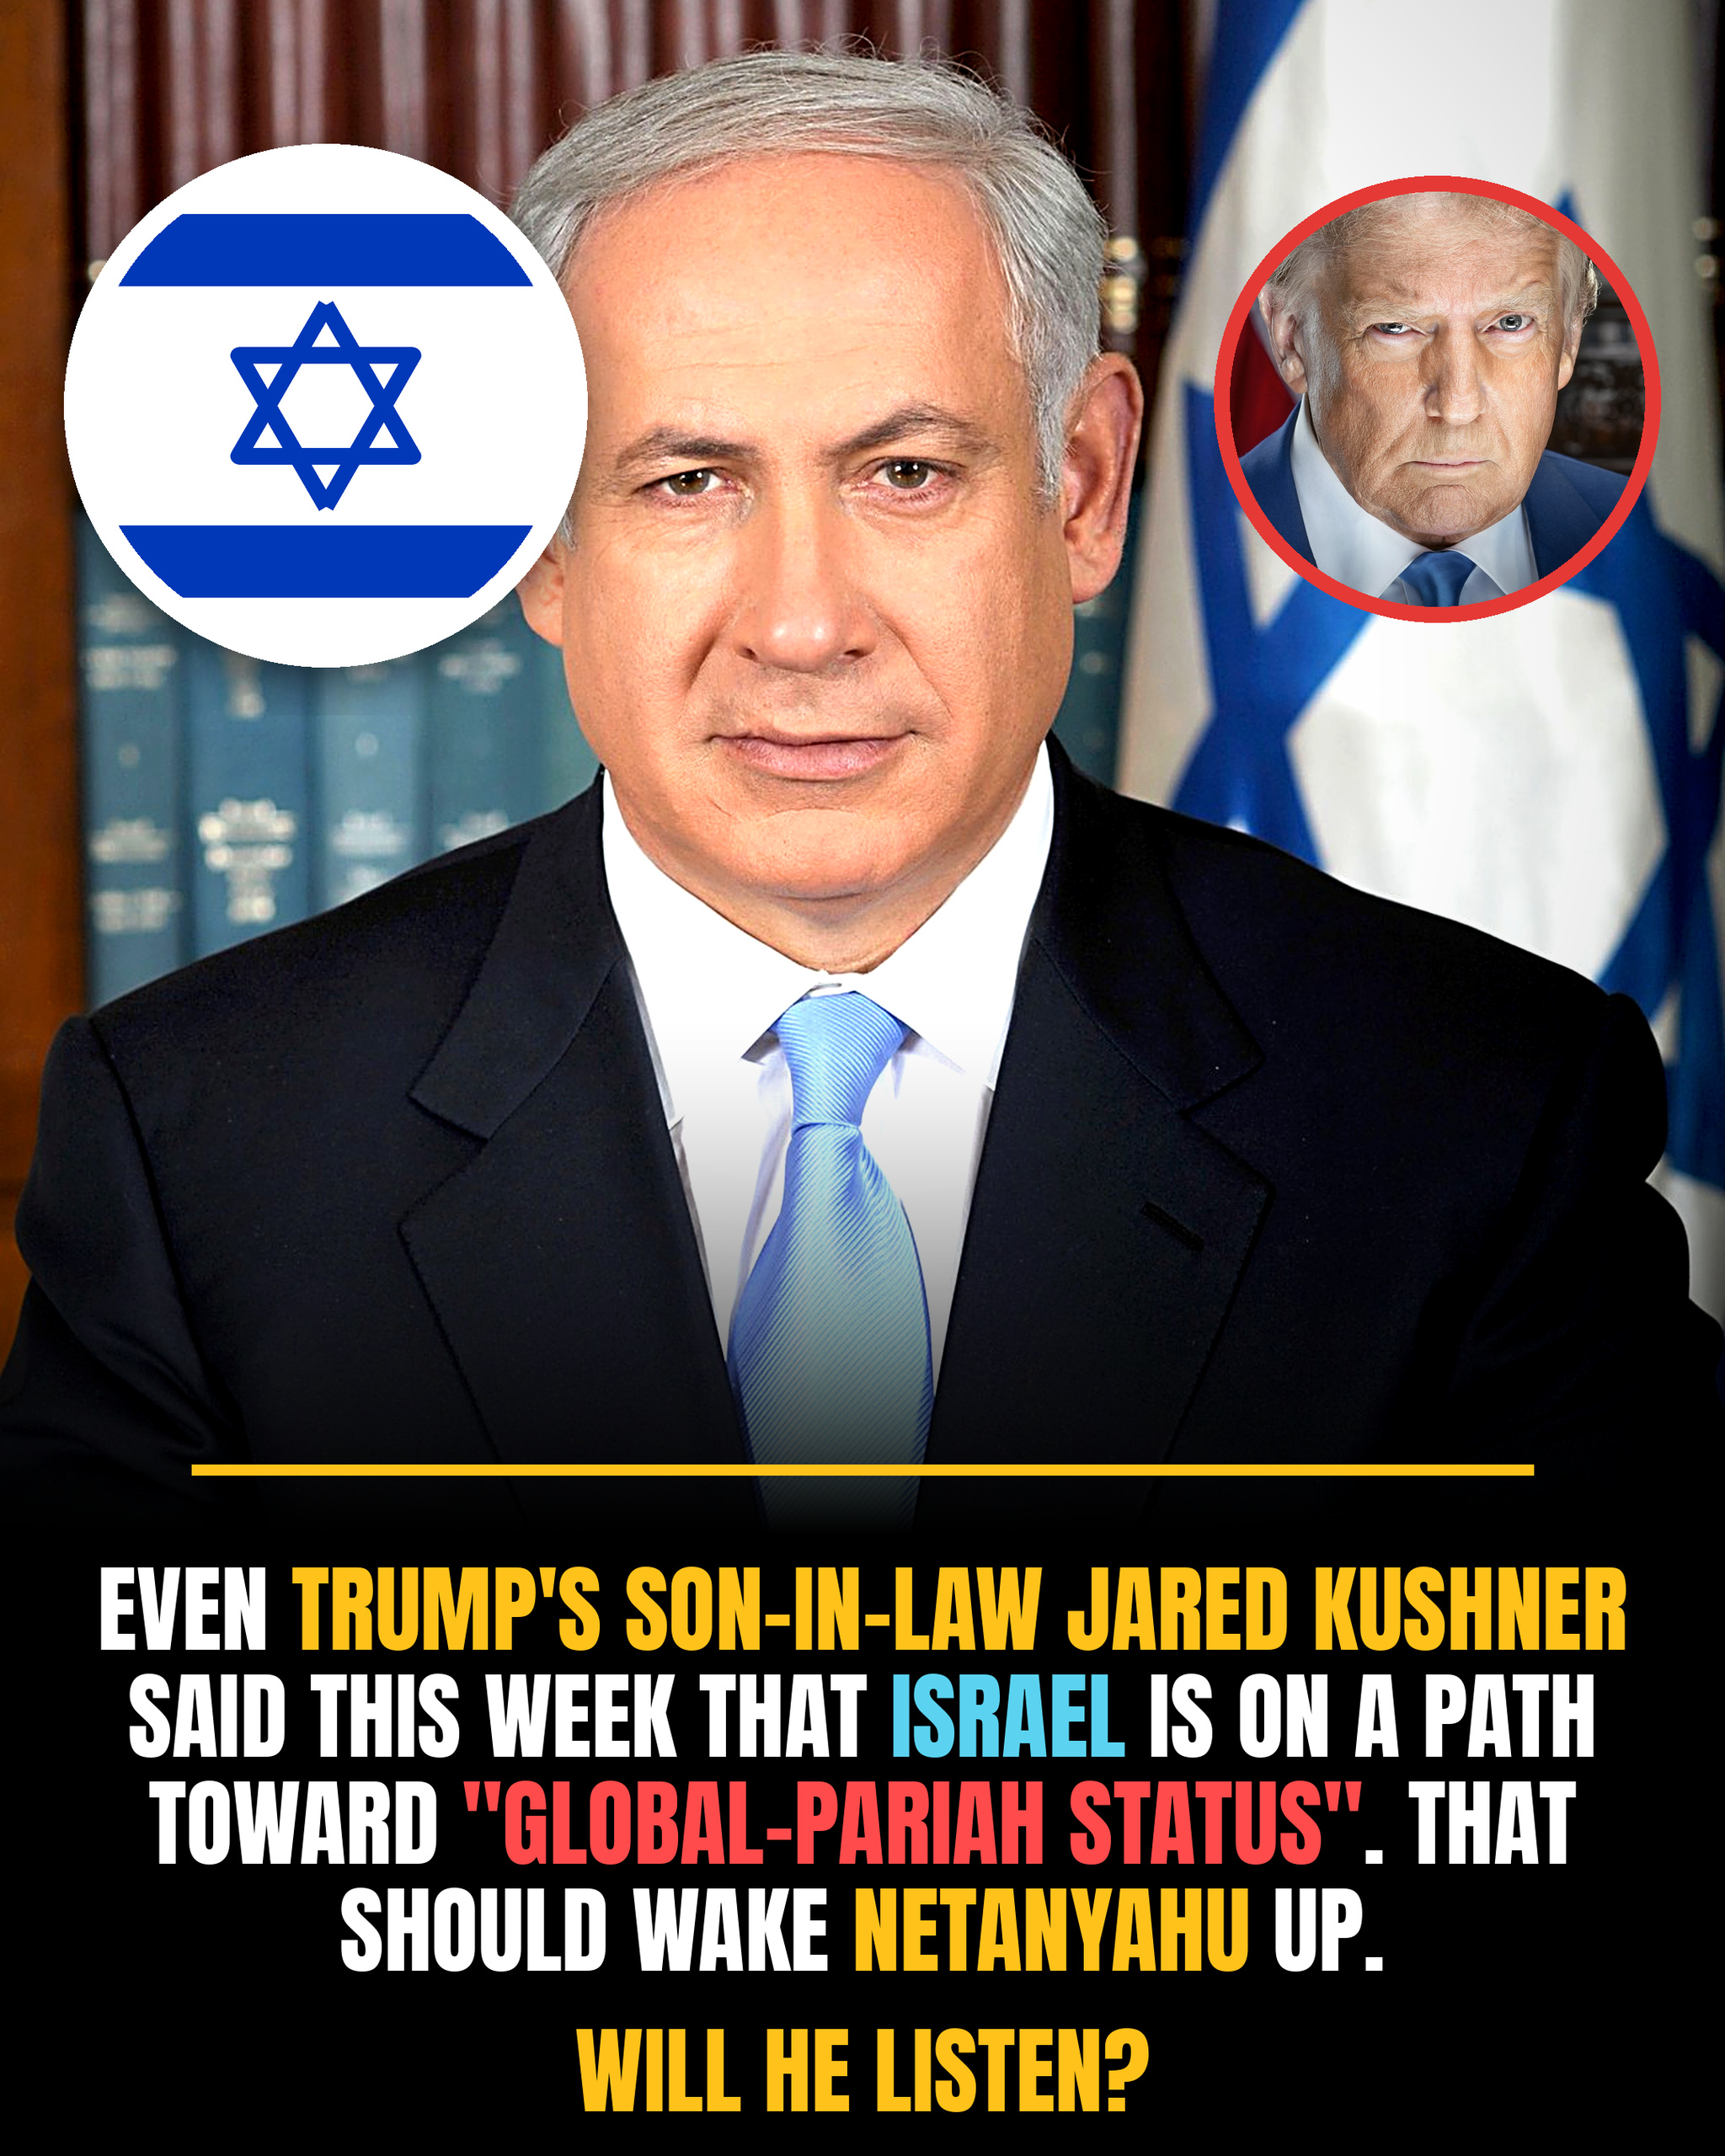 EVEN TRUMP'S SON-IN-LAW JARED KUSHNER
SAID THIS WEEK THAT ISRAEL IS ON A PATH
TOWARD "GLOBAL-PARIAH STATUS". THAT
SHOULD WAKE NETANYAHU UP.
WILL HE LISTEN?